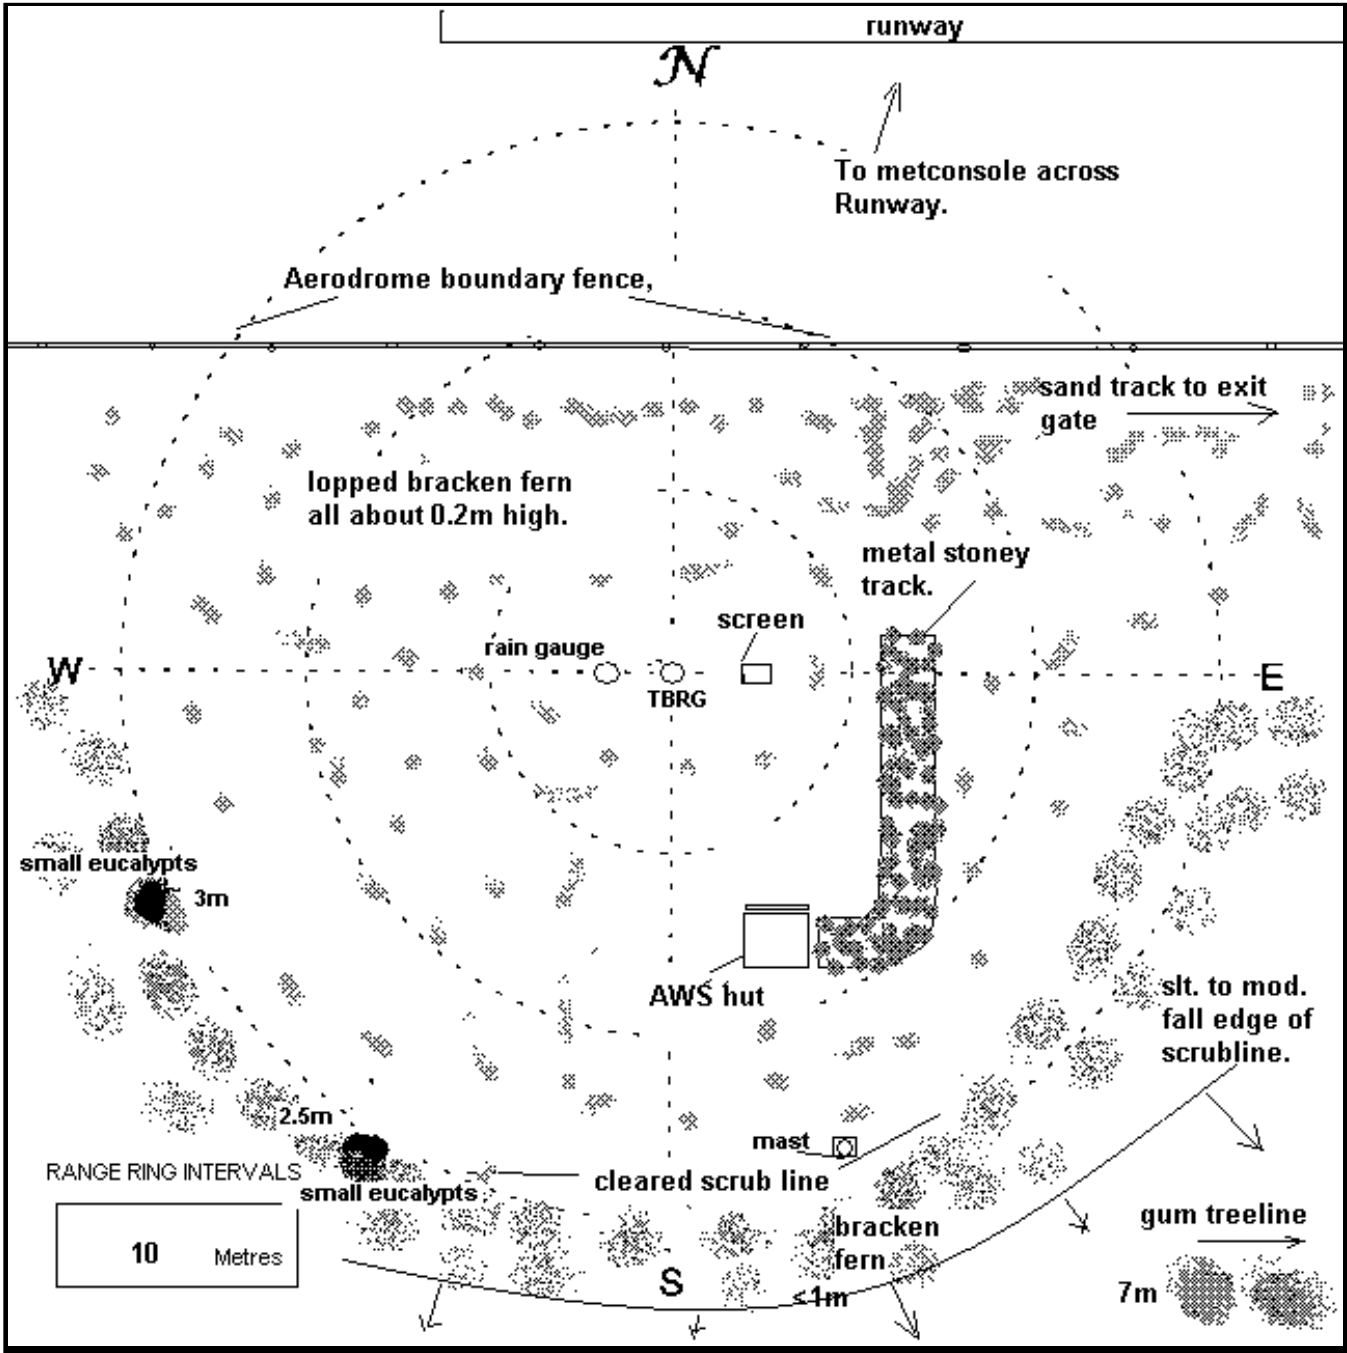 runway
N
To metconsole across
Runway.
Aerodrome boundary fence,
sand track to exit
gate
lopped bracken fern
all about 0.2m high.
metal stoney
track.
screen
rain gauge
W
TBRG
E
small eucalypts
3m
AWS hut
slt. to mod.
fall edge of
scrubline.
2.5m
mast
RANGE RING INTERVALS
cleared scrub line
small eucalypts
bracken
fern
gum treeline
10 Metres
S
<1m
7m